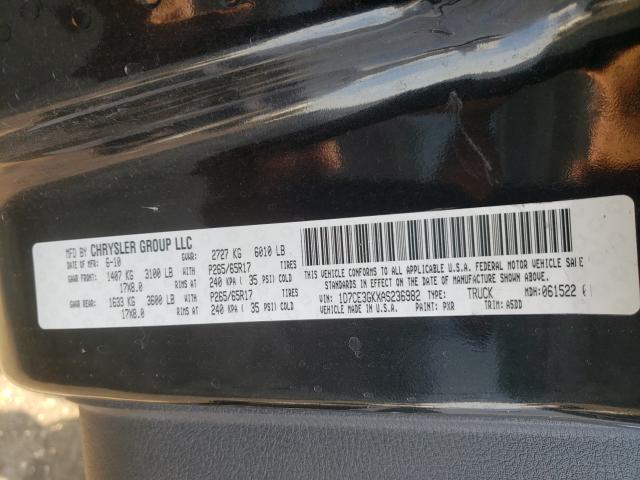 MFD BY CHRYSLER GROUP LLC
DATE OF MFR: 6-10 GVWR: 2727 KG 6010 LB
GAWR FRONT: 1407 KG 3100 LB WITH P265/65R17 TIRES
17X8.0 RIMS AT 240 KPA ( 35 PSI) COLD
GAWR REAR: 1633 KG 3600 LB WITH P265/65R17 TIRES
17X8.0 RIMS AT 240 KPA ( 35 PSI) COLD
THIS VEHICLE CONFORMS TO ALL APPLICABLE U.S.A. FEDERAL MOTOR VEHICLE SAFE
STANDARDS IN EFFECT ON THE DATE OF MANUFACTURE SHOWN ABOVE.
VIN: 1D7CE3GKXAS236982 TYPE: TRUCK MDH: 061522
VEHICLE MADE IN U.S.A. PAINT: PXR TRIM: A5DD